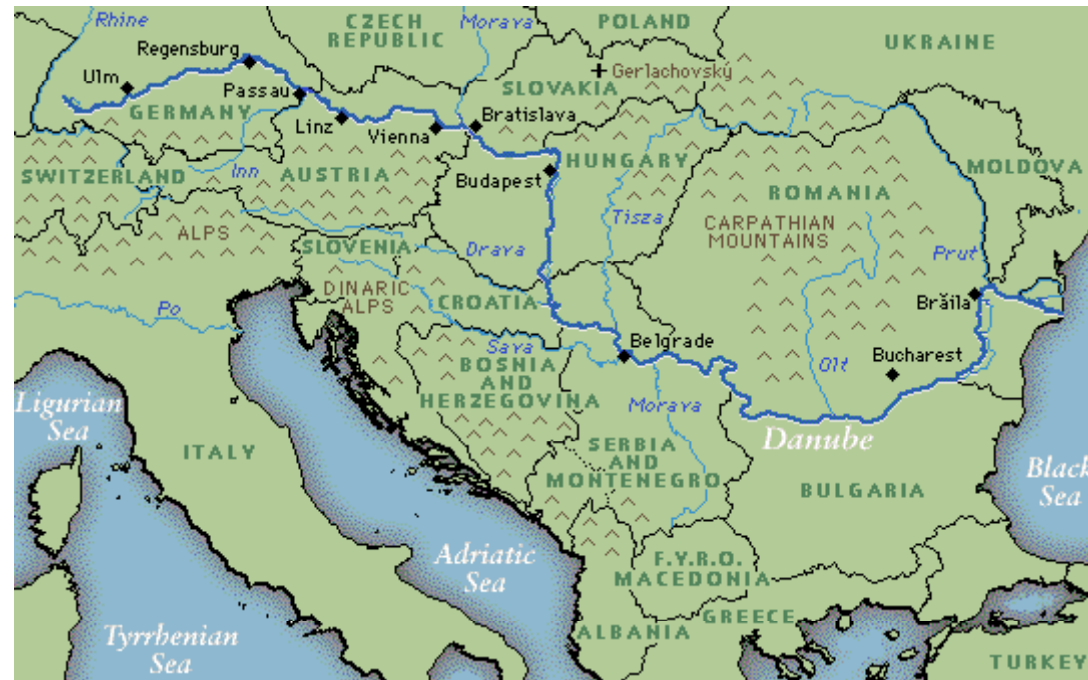 Rhine
CZECH
REPUBLIC
Morava
POLAND
UKRAINE
Regensburg
Ulm
Passau
GERMANY
Gerlachovský
SLOVAKIA
Linz
Vienna
Bratislava
HUNGARY
MOLDOVA
SWITZERLAND
Inn
AUSTRIA
Budapest
ROMANIA
Tisza
CARPATHIAN
MOUNTAINS
ALPS
SLOVENIA
Drava
Prut
DINARIC
ALPS
CROATIA
Brăila
Po
Sava
Belgrade
BOSNIA
AND
HERZEGOVINA
Bucharest
Olt
Morava
Ligurian
Sea
ITALY
SERBIA
AND
MONTENEGRO
Danube
BULGARIA
Black
Sea
Adriatic
Sea
F.Y.R.O.
MACEDONIA
GREECE
ALBANIA
Tyrrhenian
Sea
TURKEY